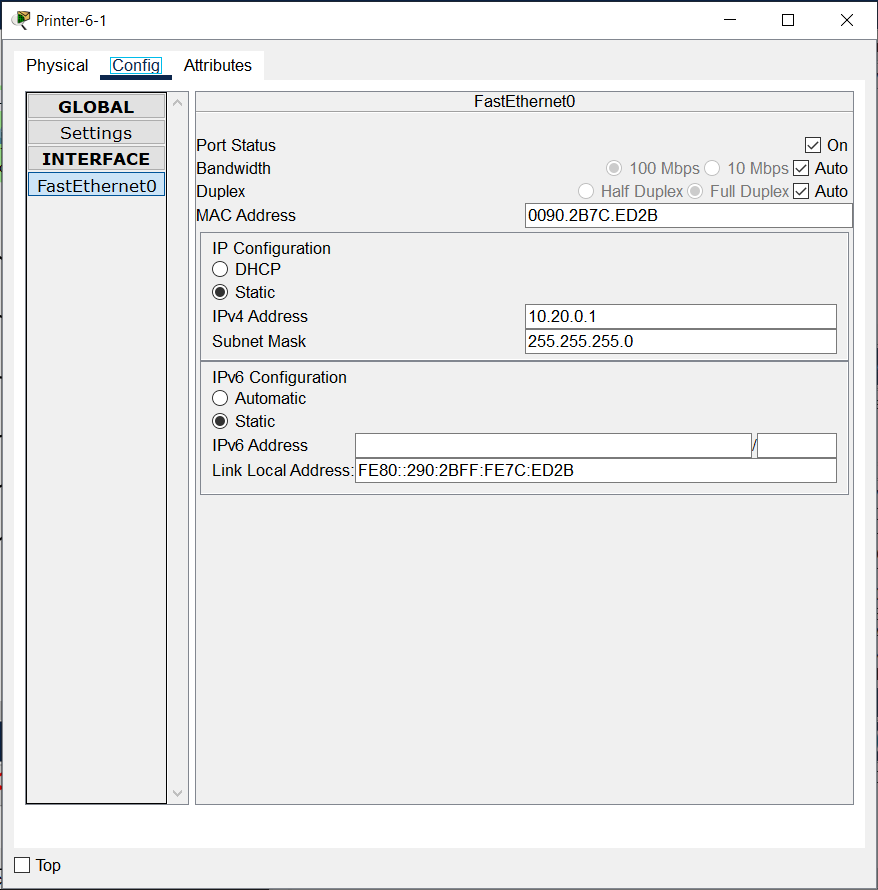 Printer-6-1
Physical Config Attributes
GLOBAL
Settings
INTERFACE
FastEthernet0
FastEthernet0
Port Status On
Bandwidth 100 Mbps 10 Mbps Auto
Duplex Half Duplex Full Duplex Auto
MAC Address 0090.2B7C.ED2B
IP Configuration
DHCP
Static
IPv4 Address 10.20.0.1
Subnet Mask 255.255.255.0
IPv6 Configuration
Automatic
Static
IPv6 Address /
Link Local Address: FE80::290:2BFF:FE7C:ED2B
Top